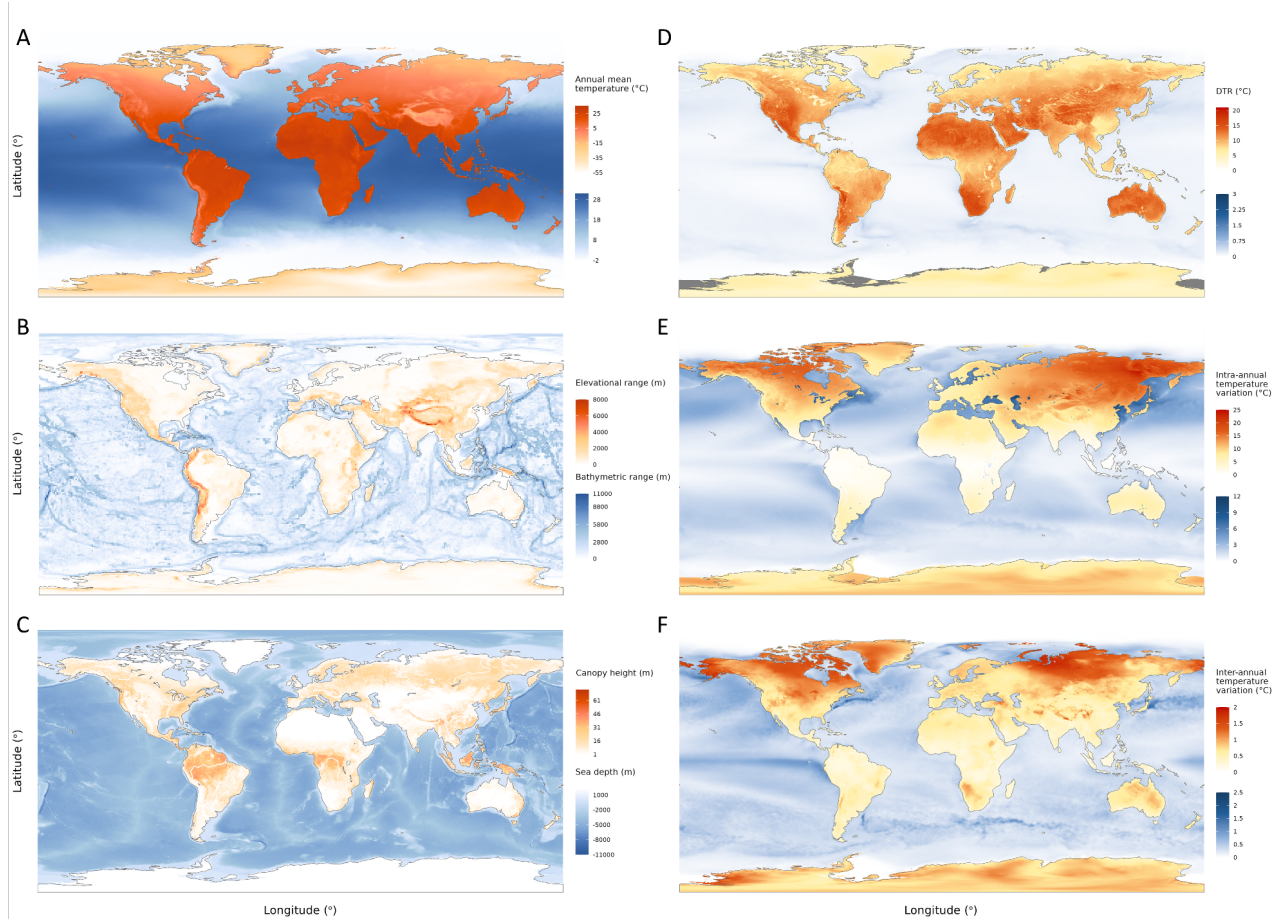 A
Annual mean
temperature (°C)
25
5
-15
-35
-55
28
18
8
-2
Latitude (°)
B
Elevational range (m)
8000
6000
4000
2000
0
Bathymetric range (m)
11000
8800
5800
2800
0
Latitude (°)
C
Canopy height (m)
61
46
31
16
1
Sea depth (m)
1000
-2000
-5000
-8000
-11000
Latitude (°)
Longitude (°)
D
DTR (°C)
20
15
10
5
0
3
2.25
1.5
0.75
0
E
Intra-annual
temperature
variation (°C)
25
20
15
10
5
0
12
9
6
3
0
F
Inter-annual
temperature
variation (°C)
2
1.5
1
0.5
0
2.5
2
1.5
1
0.5
0
Longitude (°)